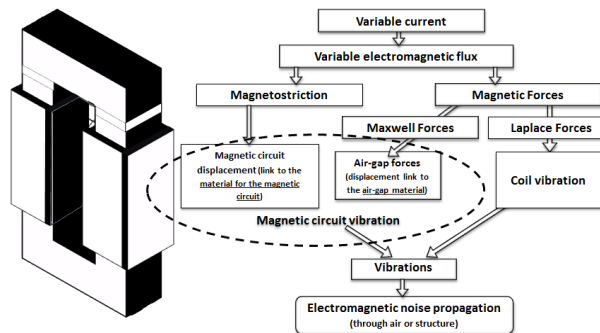 Variable current
Variable electromagnetic flux
Magnetostriction
Magnetic Forces
Maxwell Forces
Laplace Forces
Magnetic circuit
displacement (link to
the material for the magnetic
circuit)
Air-gap forces
(displacement link to
the air-gap material)
Coil vibration
Magnetic circuit vibration
Vibrations
Electromagnetic noise propagation
(through air or structure)